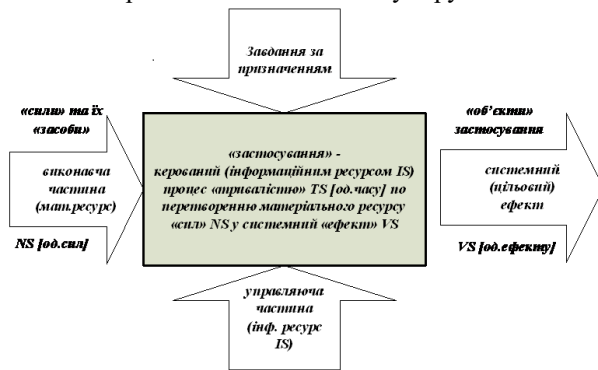 Завдання за
призначенням
«сили» та їх
«засоби»
виконавча
частина
(мат.ресурс)
NS [од.сил]
«застосування» -
керований (інформаційним ресурсом IS)
процес «тривалістю» TS [од.часу] по
перетворенню матеріального ресурсу
«сил» NS у системний «ефект» VS
«об’єкти»
застосування
системний
(цільовий)
ефект
VS [од.ефекту]
управляюча
частина
(інф. ресурс
IS)